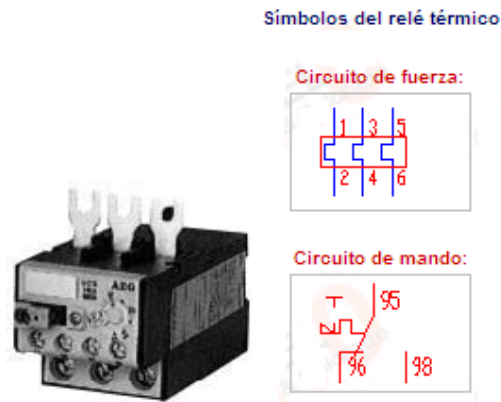 Símbolos del relé térmico
Circuito de fuerza:
1 3 5
2 4 6
AEG
Circuito de mando:
95
96 98